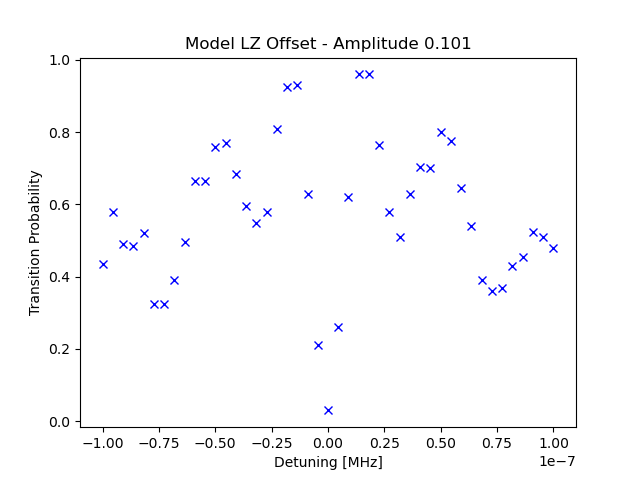 Model LZ Offset - Amplitude 0.101
Transition Probability
1.0
0.8
0.6
0.4
0.2
0.0
−1.00 −0.75 −0.50 −0.25 0.00 0.25 0.50 0.75 1.00
1e−7
Detuning [MHz]